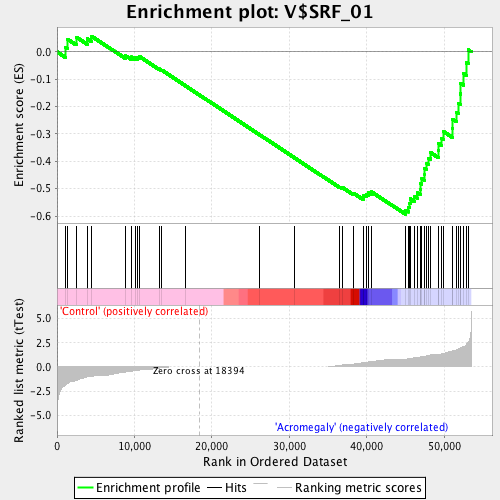 Enrichment plot: V$SRF_01
Enrichment score (ES)
0.0
-0.1
-0.2
-0.3
-0.4
-0.5
-0.6
'Control' (positively correlated)
Ranked list metric (tTest)
5.0
2.5
0.0
-2.5
-5.0
Zero cross at 18394
'Acromegaly' (negatively correlated)
0 10,000 20,000 30,000 40,000 50,000
Rank in Ordered Dataset
Enrichment profile Hits Ranking metric scores